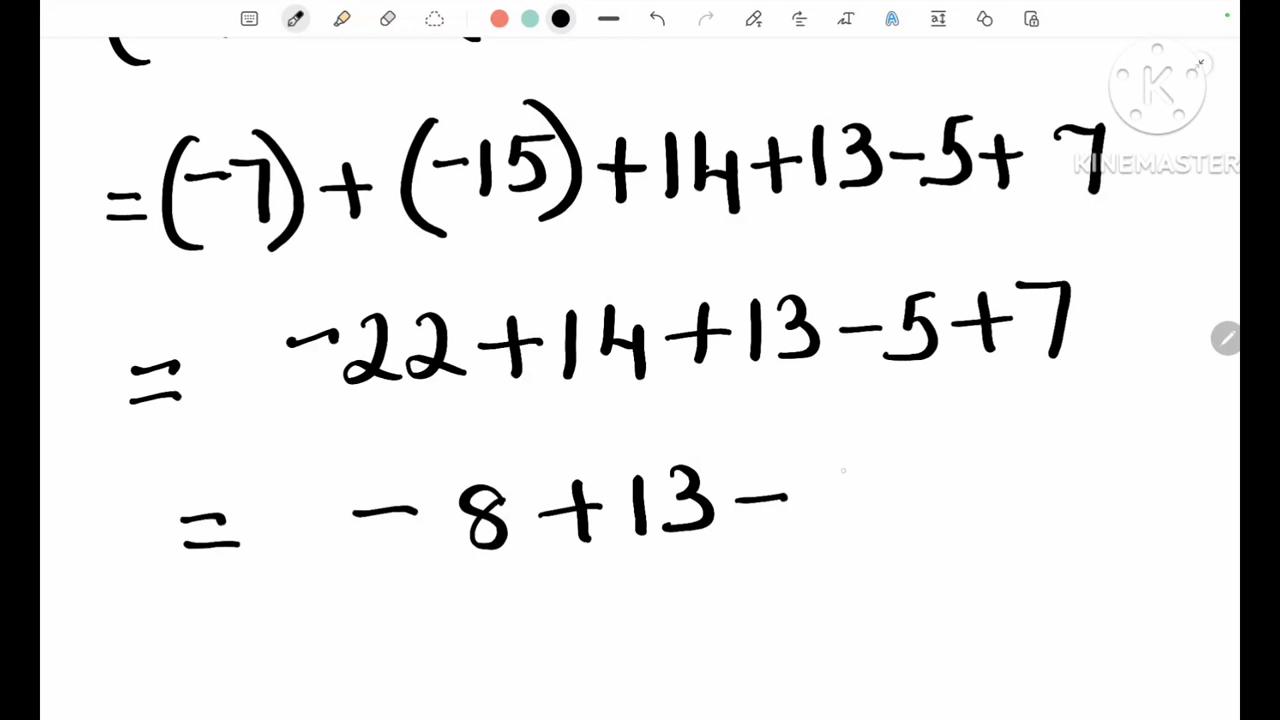 = (-7) + (-15) + 14 + 13 - 5 + 7
KINEMASTER
= -22 + 14 + 13 - 5 + 7
= - 8 + 13 -